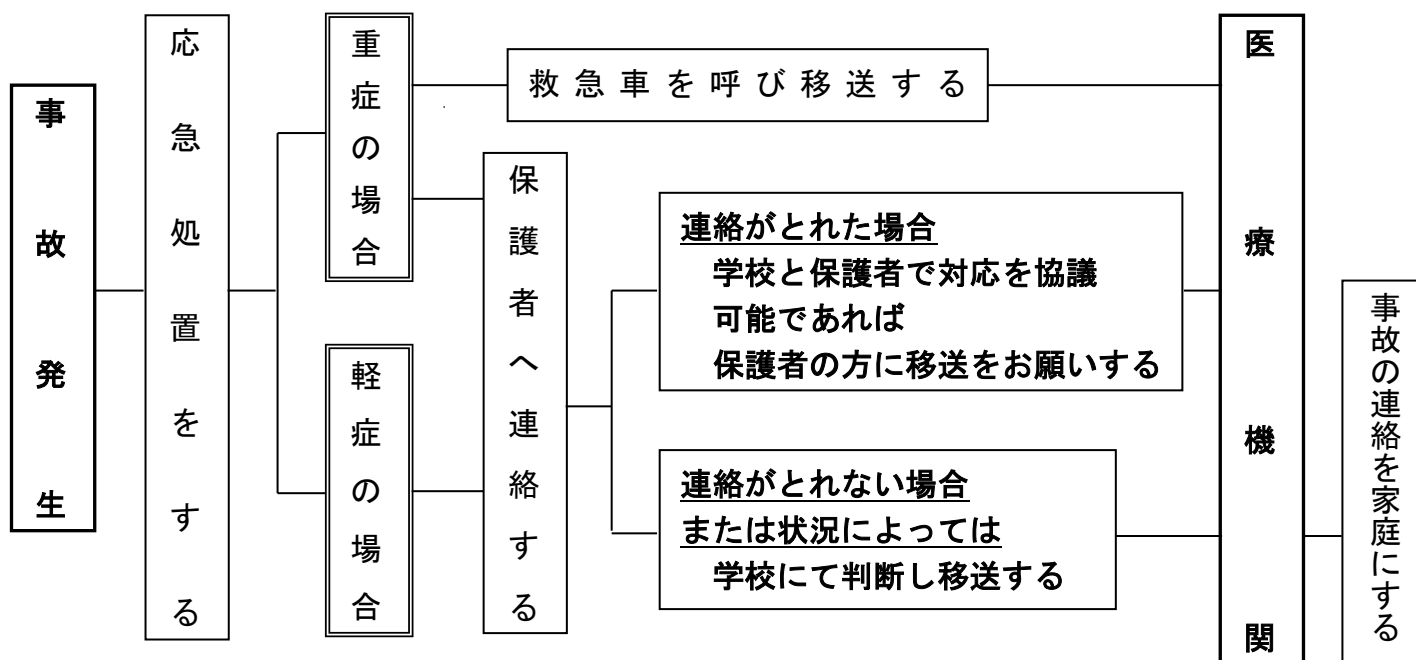 事故発生
応急処置をする
重症の場合
救急車を呼び移送する
軽症の場合
保護者へ連絡する
連絡がとれた場合
学校と保護者で対応を協議
可能であれば
保護者の方に移送をお願いする
連絡がとれない場合
または状況によっては
学校にて判断し移送する
医療機関
事故の連絡を家庭にする